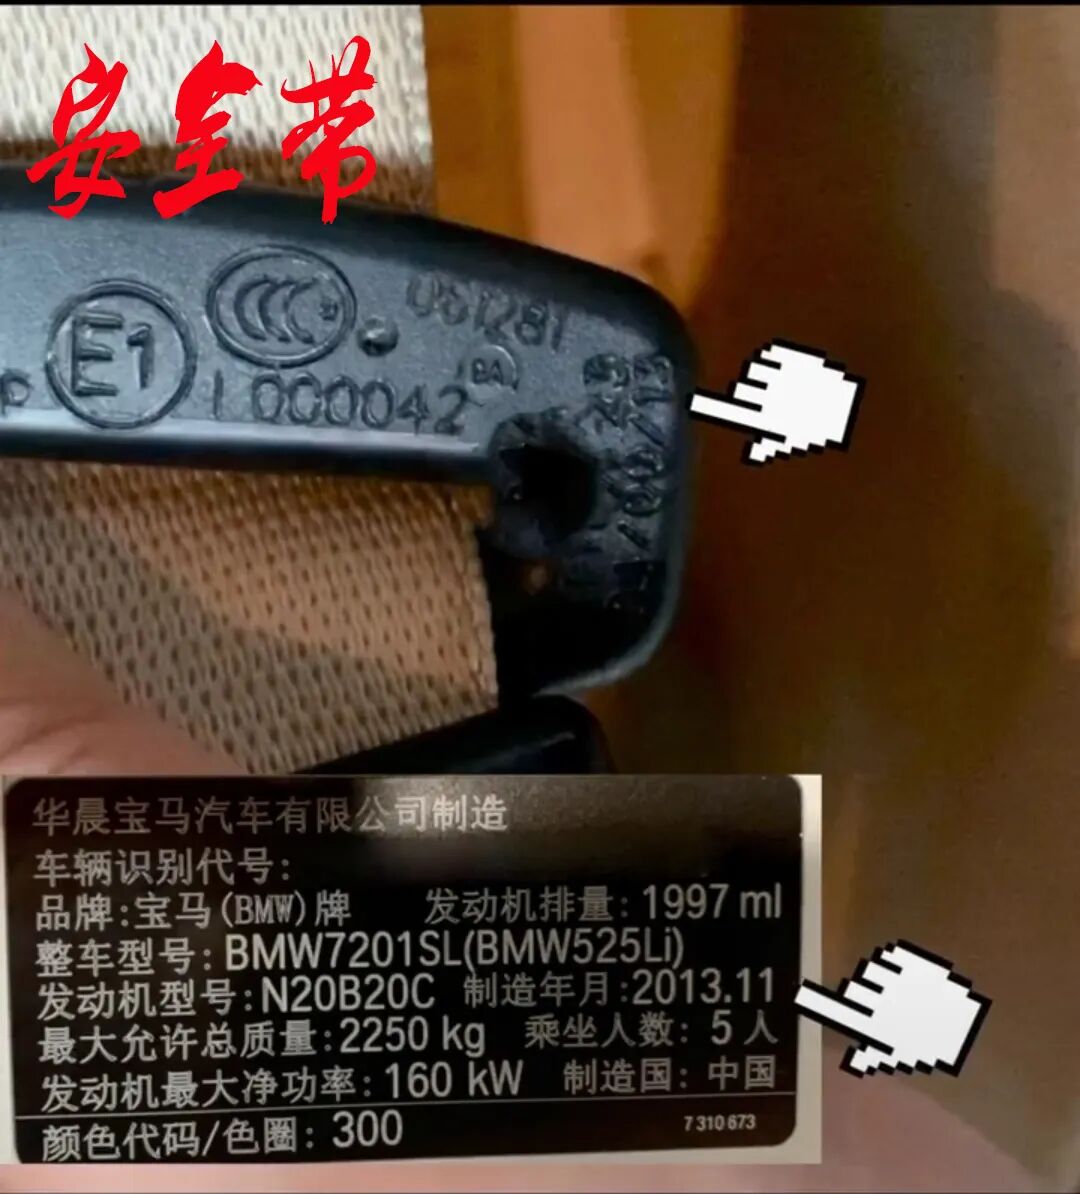 安全带
E1
CCC
061281
1 000042
华晨宝马汽车有限公司制造
车辆识别代号:
品牌:宝马(BMW)牌 发动机排量: 1997 ml
整车型号: BMW7201SL(BMW525Li)
发动机型号:N20B20C 制造年月:2013.11
最大允许总质量:2250 kg 乘坐人数: 5 人
发动机最大净功率: 160 kW 制造国: 中国
颜色代码/色圈: 300 7 310 673